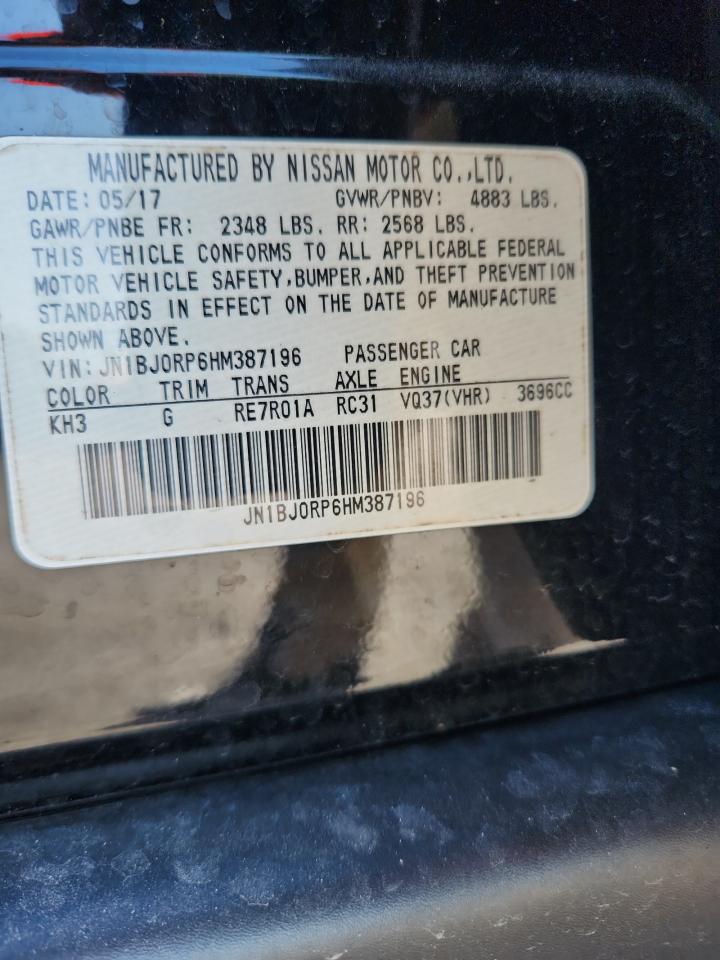 MANUFACTURED BY NISSAN MOTOR CO.,LTD.
DATE: 05/17 GVWR/PNBV: 4883 LBS.
GAWR/PNBE FR: 2348 LBS. RR: 2568 LBS.
THIS VEHICLE CONFORMS TO ALL APPLICABLE FEDERAL
MOTOR VEHICLE SAFETY,BUMPER,AND THEFT PREVENTION
STANDARDS IN EFFECT ON THE DATE OF MANUFACTURE
SHOWN ABOVE.
VIN: JN1BJ0RP6HM387196 PASSENGER CAR
COLOR TRIM TRANS AXLE ENGINE
KH3 G RE7R01A RC31 VQ37(VHR) 3696CC
JN1BJ0RP6HM387196